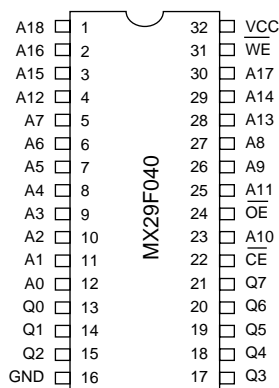 A18 1 32 VCC
A16 2 31 WE
A15 3 30 A17
A12 4 29 A14
A7 5 28 A13
A6 6 27 A8
A5 7 26 A9
A4 8 25 A11
A3 9 24 OE
A2 10 23 A10
A1 11 22 CE
A0 12 21 Q7
Q0 13 20 Q6
Q1 14 19 Q5
Q2 15 18 Q4
GND 16 17 Q3
MX29F040